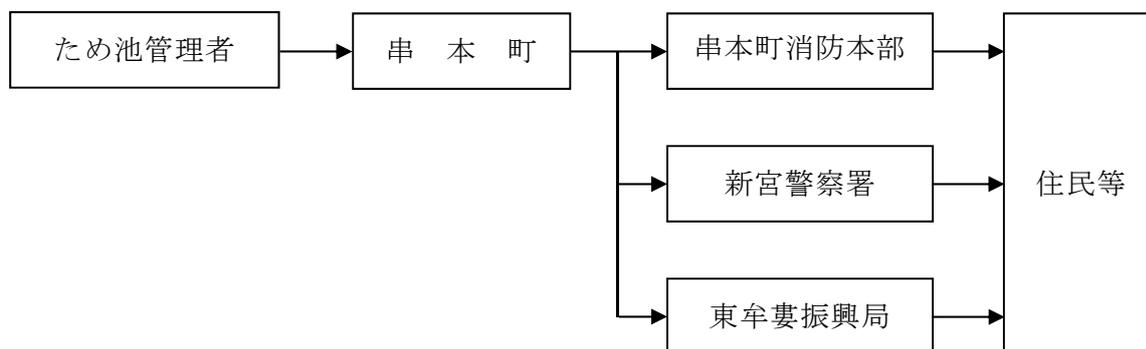 ため池管理者
串　本　町
串本町消防本部
新宮警察署
住民等
東牟婁振興局